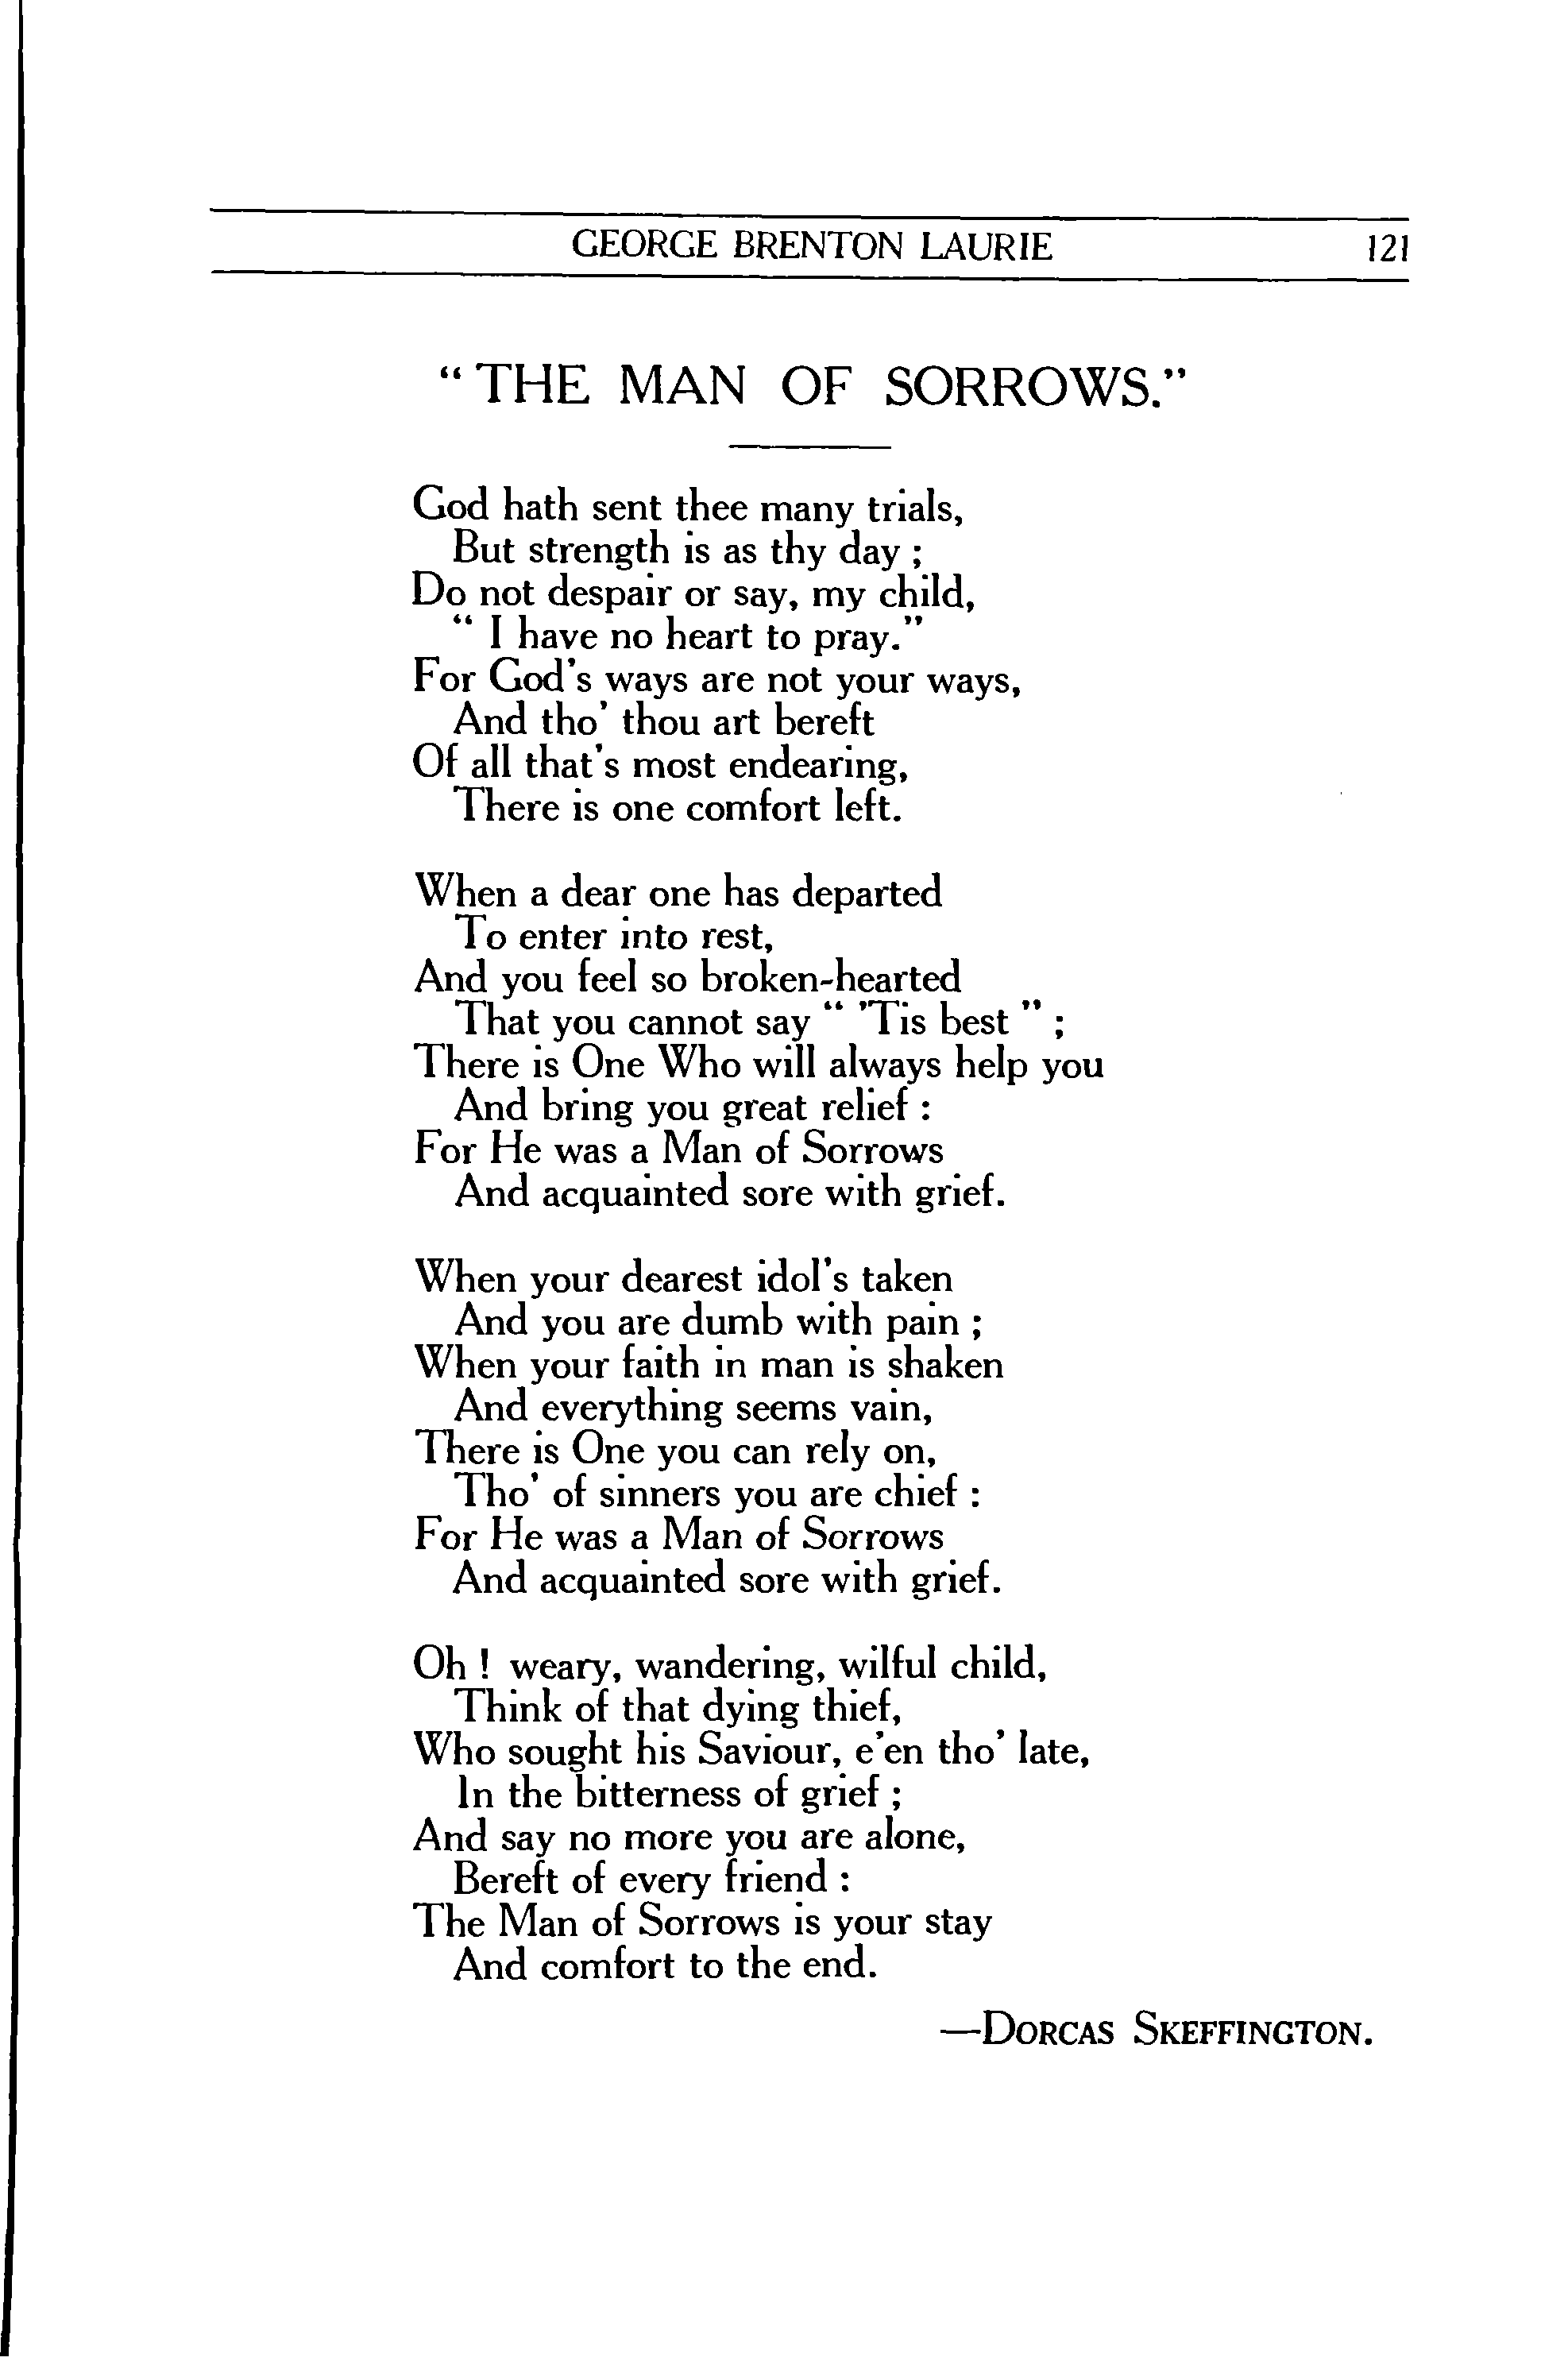 GEORGE BRENTON LAURIE 121
“ THE MAN OF SORROWS.”
God hath sent thee many trials,
But strength is as thy day ;
Do not despair or say, my child,
“ I have no heart to pray.”
For God’s ways are not your ways,
And tho’ thou art bereft
Of all that’s most endearing,
There is one comfort left.
When a dear one has departed
To enter into rest,
And you feel so broken-hearted
That you cannot say “ ’Tis best ” ;
There is One Who will always help you
And bring you great relief :
For He was a Man of Sorrows
And acquainted sore with grief.
When your dearest idol’s taken
And you are dumb with pain ;
When your faith in man is shaken
And everything seems vain,
There is One you can rely on,
Tho’ of sinners you are chief :
For He was a Man of Sorrows
And acquainted sore with grief.
Oh ! weary, wandering, wilful child,
Think of that dying thief,
Who sought his Saviour, e’en tho’ late,
In the bitterness of grief ;
And say no more you are alone,
Bereft of every friend :
The Man of Sorrows is your stay
And comfort to the end.
—DORCAS SKEFFINGTON.